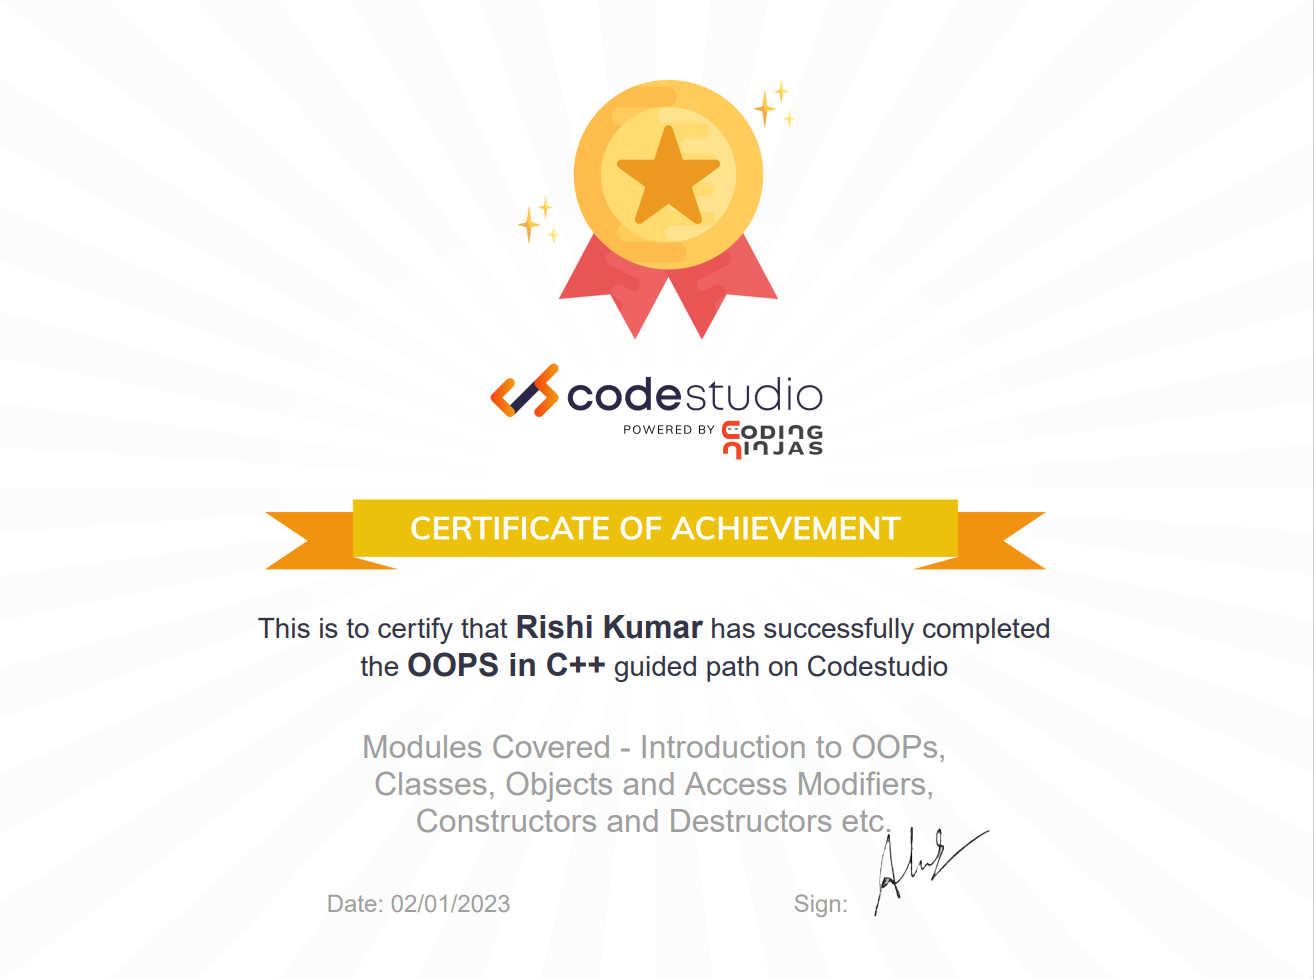 codestudio
POWERED BY CODING NINJAS
CERTIFICATE OF ACHIEVEMENT
This is to certify that Rishi Kumar has successfully completed
the OOPS in C++ guided path on Codestudio
Modules Covered - Introduction to OOPs,
Classes, Objects and Access Modifiers,
Constructors and Destructors etc.
Date: 02/01/2023
Sign: